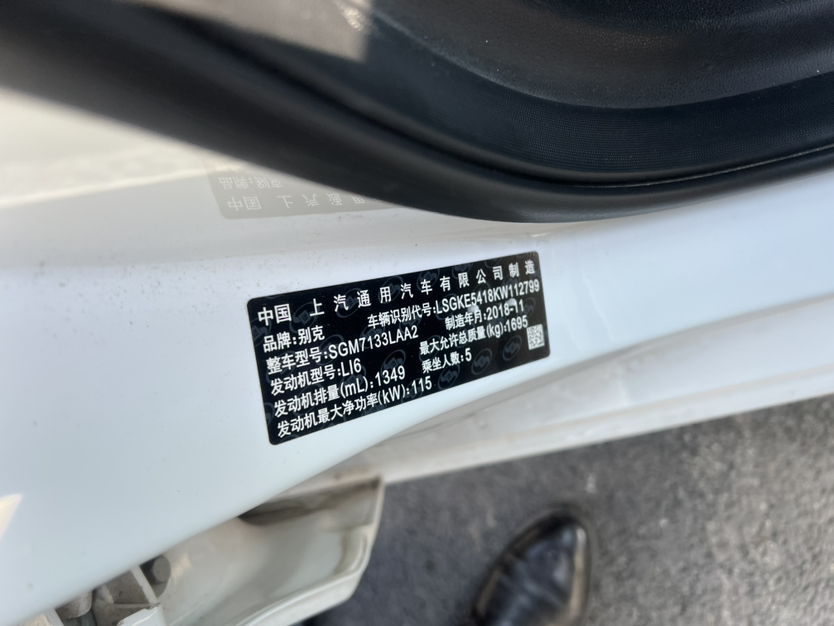 中国 上汽通用汽车有限公司制造
品牌:别克 车辆识别代号:LSGKE5418KW112799
整车型号:SGM7133LAA2 制造年月:2018-11
发动机型号:LI6 最大允许总质量(kg):1695
发动机排量(mL):1349 乘坐人数:5
发动机最大净功率(kW):115